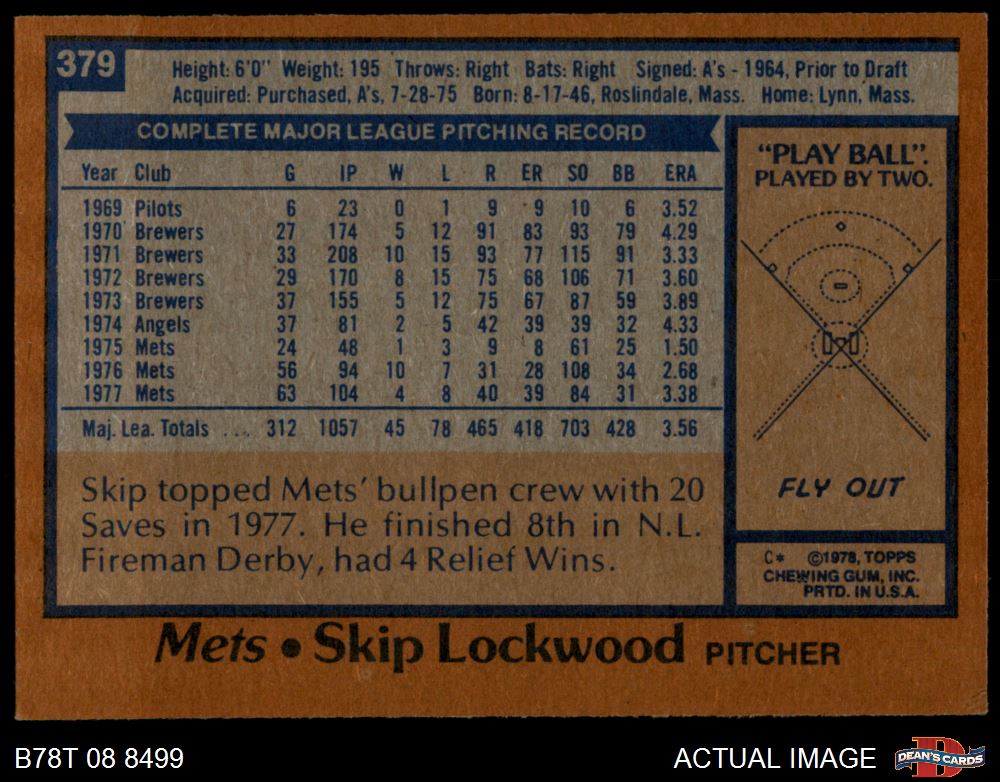 379
Height: 6'0" Weight: 195 Throws: Right Bats: Right Signed: A's - 1964, Prior to Draft
Acquired: Purchased, A's, 7-28-75 Born: 8-17-46, Roslindale, Mass. Home: Lynn, Mass.
COMPLETE MAJOR LEAGUE PITCHING RECORD
Year Club G IP W L R ER SO BB ERA
1969 Pilots 6 23 0 1 9 9 10 6 3.52
1970 Brewers 27 174 5 12 91 83 93 79 4.29
1971 Brewers 33 208 10 15 93 77 115 91 3.33
1972 Brewers 29 170 8 15 75 68 106 71 3.60
1973 Brewers 37 155 5 12 75 67 87 59 3.89
1974 Angels 37 81 2 5 42 39 39 32 4.33
1975 Mets 24 48 1 3 9 8 61 25 1.50
1976 Mets 56 94 10 7 31 28 108 34 2.68
1977 Mets 63 104 4 8 40 39 84 31 3.38
Maj. Lea. Totals ... 312 1057 45 78 465 418 703 428 3.56
Skip topped Mets' bullpen crew with 20
Saves in 1977. He finished 8th in N.L.
Fireman Derby, had 4 Relief Wins.
"PLAY BALL".
PLAYED BY TWO.
FLY OUT
C* ©1978, TOPPS
CHEWING GUM, INC.
PRTD. IN U.S.A.
Mets • Skip Lockwood PITCHER
B78T 08 8499
ACTUAL IMAGE
D
DEAN'S CARDS